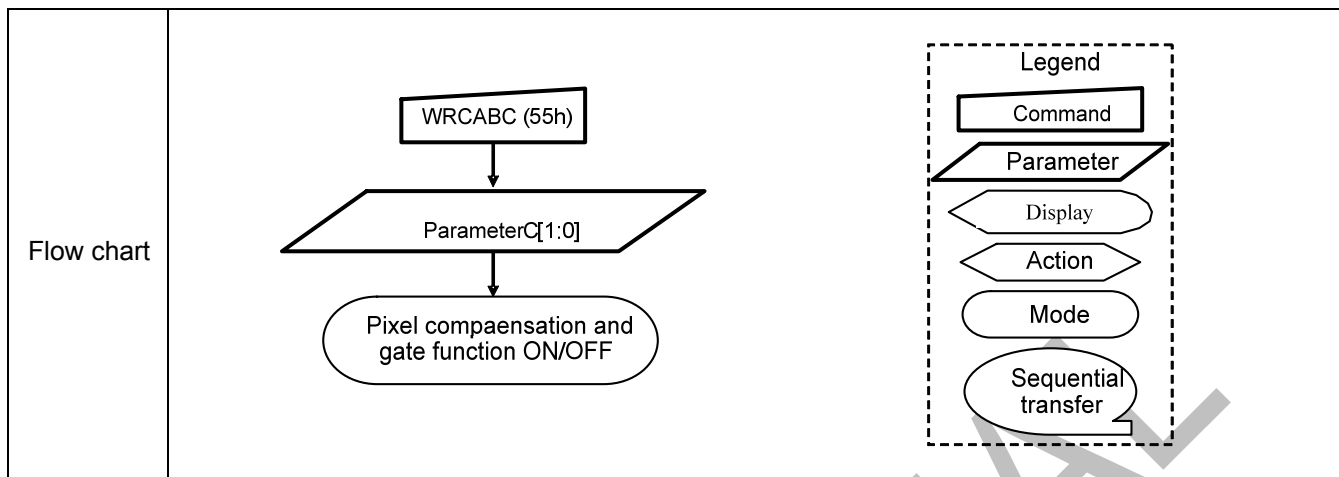 Flow chart
WRCABC (55h)
ParameterC[1:0]
Pixel compaensation and
gate function ON/OFF
Legend
Command
Parameter
Display
Action
Mode
Sequential
transfer